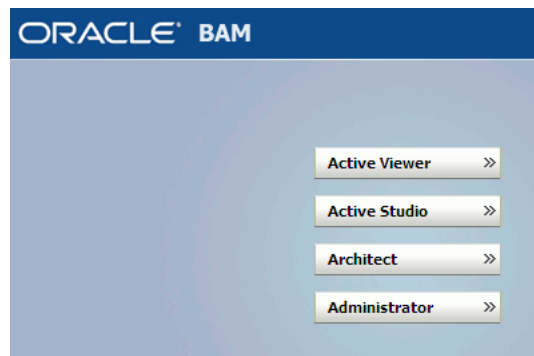 ORACLE® BAM
Active Viewer »
Active Studio »
Architect »
Administrator »